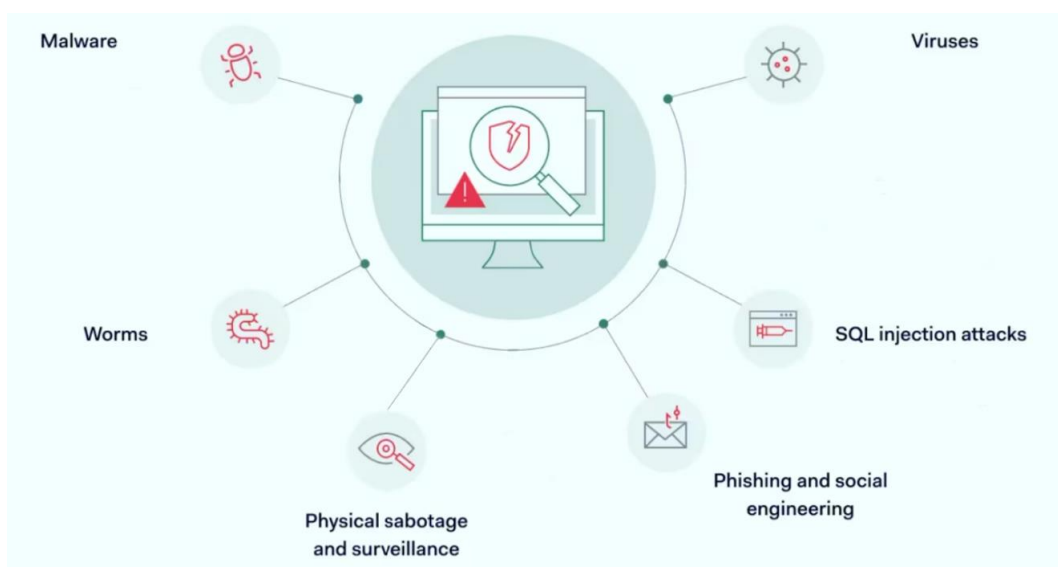 Malware
Viruses
Worms
SQL injection attacks
Phishing and social
engineering
Physical sabotage
and surveillance